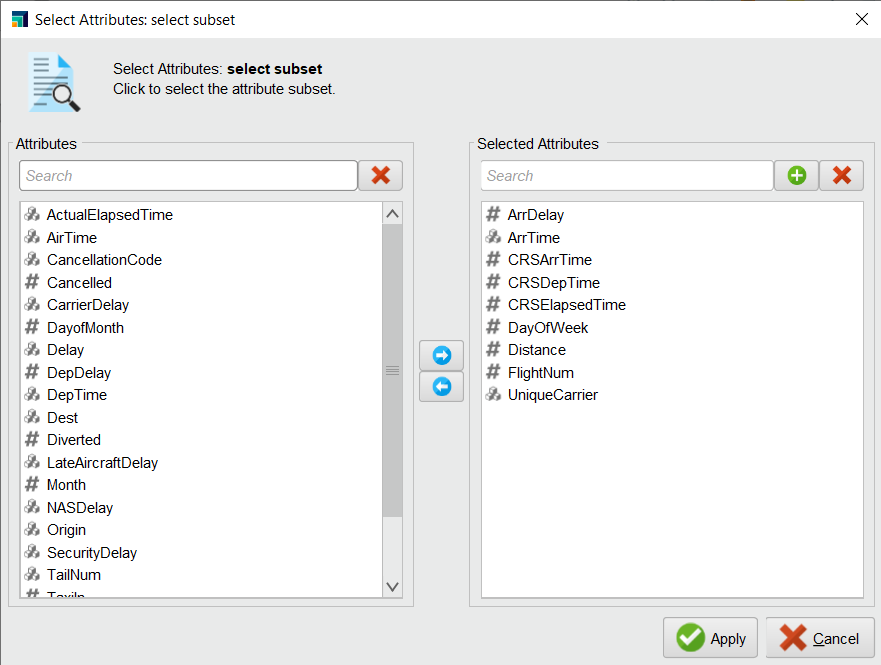 Select Attributes: select subset
Select Attributes: select subset
Click to select the attribute subset.
Attributes
Search
ActualElapsedTime
AirTime
CancellationCode
Cancelled
CarrierDelay
DayofMonth
Delay
DepDelay
DepTime
Dest
Diverted
LateAircraftDelay
Month
NASDelay
Origin
SecurityDelay
TailNum
TaxiIn
Selected Attributes
Search
ArrDelay
ArrTime
CRSArrTime
CRSDepTime
CRSElapsedTime
DayOfWeek
Distance
FlightNum
UniqueCarrier
Apply
Cancel